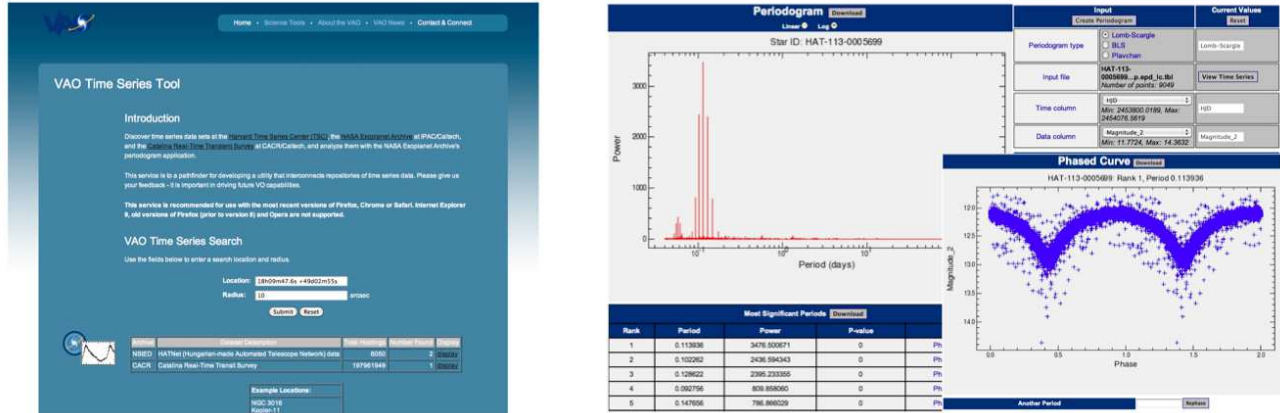 VAO
Home • Science Tools • About the VAO • VAO News • Contact & Connect
VAO Time Series Tool
Introduction
Discover time series data sets at the Harvard Time Series Center (TSC), the NASA Exoplanet Archive at IPAC/Caltech,
and the Catalina Real-Time Transient Survey at CACR/Caltech, and analyze them with the NASA Exoplanet Archive's
periodogram application.
This service is a pathfinder for developing a utility that interconnects repositories of time series data. Please give us
your feedback - it is important in driving future VO capabilities.
This service is recommended for use with the most recent versions of Firefox, Chrome or Safari. Internet Explorer
9, old versions of Firefox (prior to version 8) and Opera are not supported.
VAO Time Series Search
Use the fields below to enter a search location and radius.
Location: 18h09m47.6s +49d02m55s
Radius: 10 arcsec
Submit Reset
Archive Dataset Description Total Holdings Number Found Display
NStED HATNet (Hungarian-made Automated Telescope Network) data 2 Display
CACR Catalina Real-Time Transit Survey 1 Display
Example Locations:
NGC 3016
Kepler-11
Periodogram Download
Linear Log
Star ID: HAT-113-0005699
Power
3000
2000
1000
0
Period (days)
Input Current Values
Create Periodogram Reset
Periodogram type Lomb-Scargle Lomb-Scargle
BLS
Plavchan
Input file HAT-113-
0005699...p.epd_lc.tbl View Time Series
Number of points: 9049
Time column HJD HJD
Min: 2453800.0189, Max:
2454076.5619
Data column Magnitude_2 Magnitude_2
Min: 11.7724, Max: 14.3632
Phased Curve Download
HAT-113-0005699: Rank 1, Period 0.113936
Magnitude_2
12.0
12.5
13.0
13.5
14.0
0.0 0.5 1.0 1.5 2.0
Phase
Another Period Rephase
Most Significant Periods Download
Rank Period Power P-value
1 0.113936 3476.500671 0 Ph
2 0.102262 2436.594343 0 Ph
3 0.128622 2395.233355 0 Ph
4 0.092756 809.858060 0 Ph
5 0.147656 786.866029 0 Ph